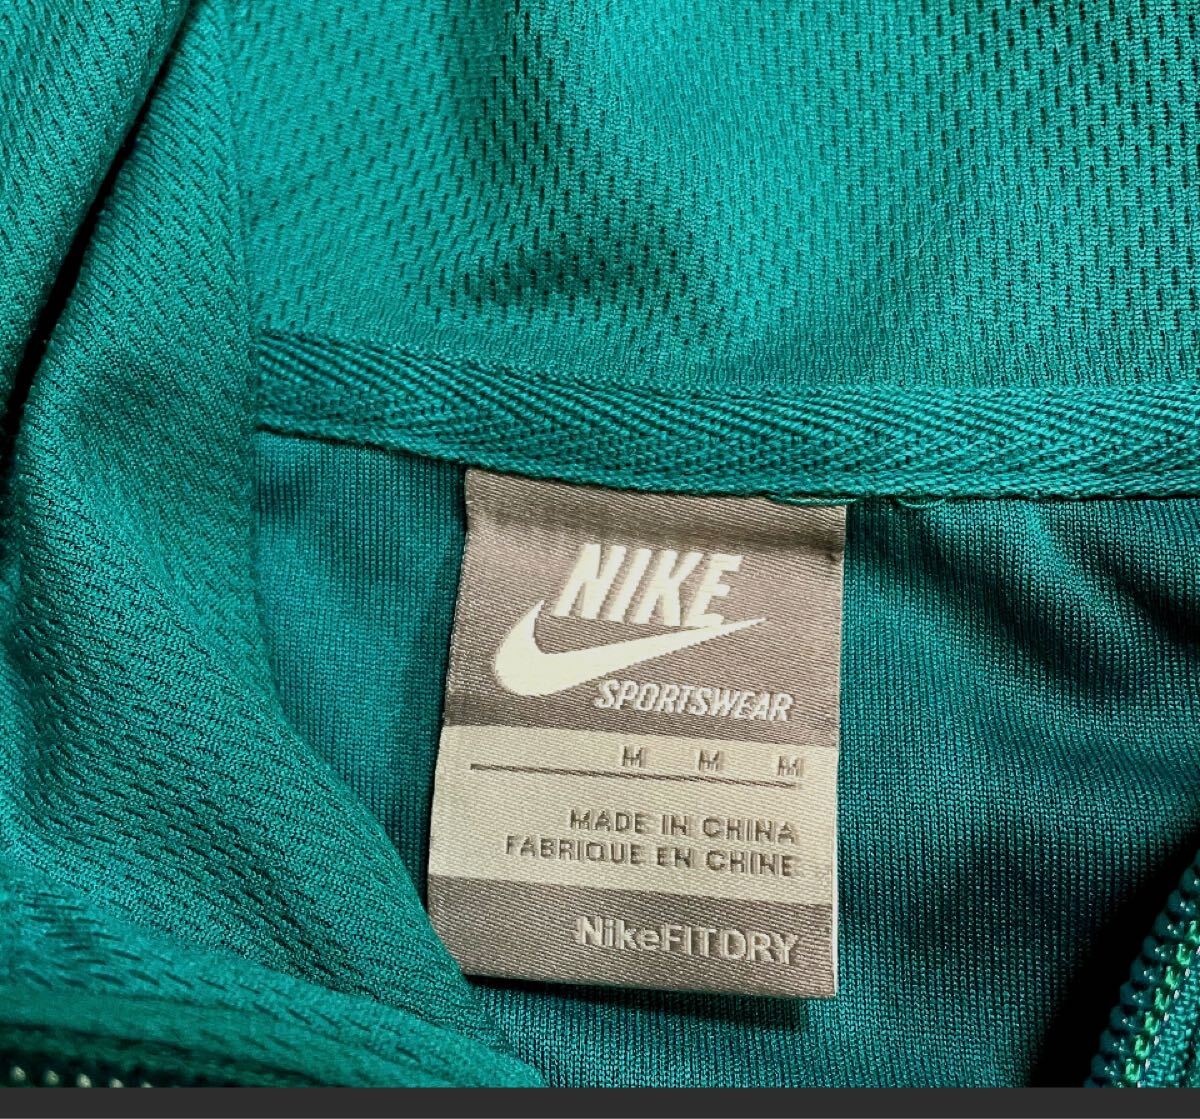 NIKE
SPORTSWEAR
M M M
MADE IN CHINA
FABRIQUE EN CHINE
NikeFITDRY